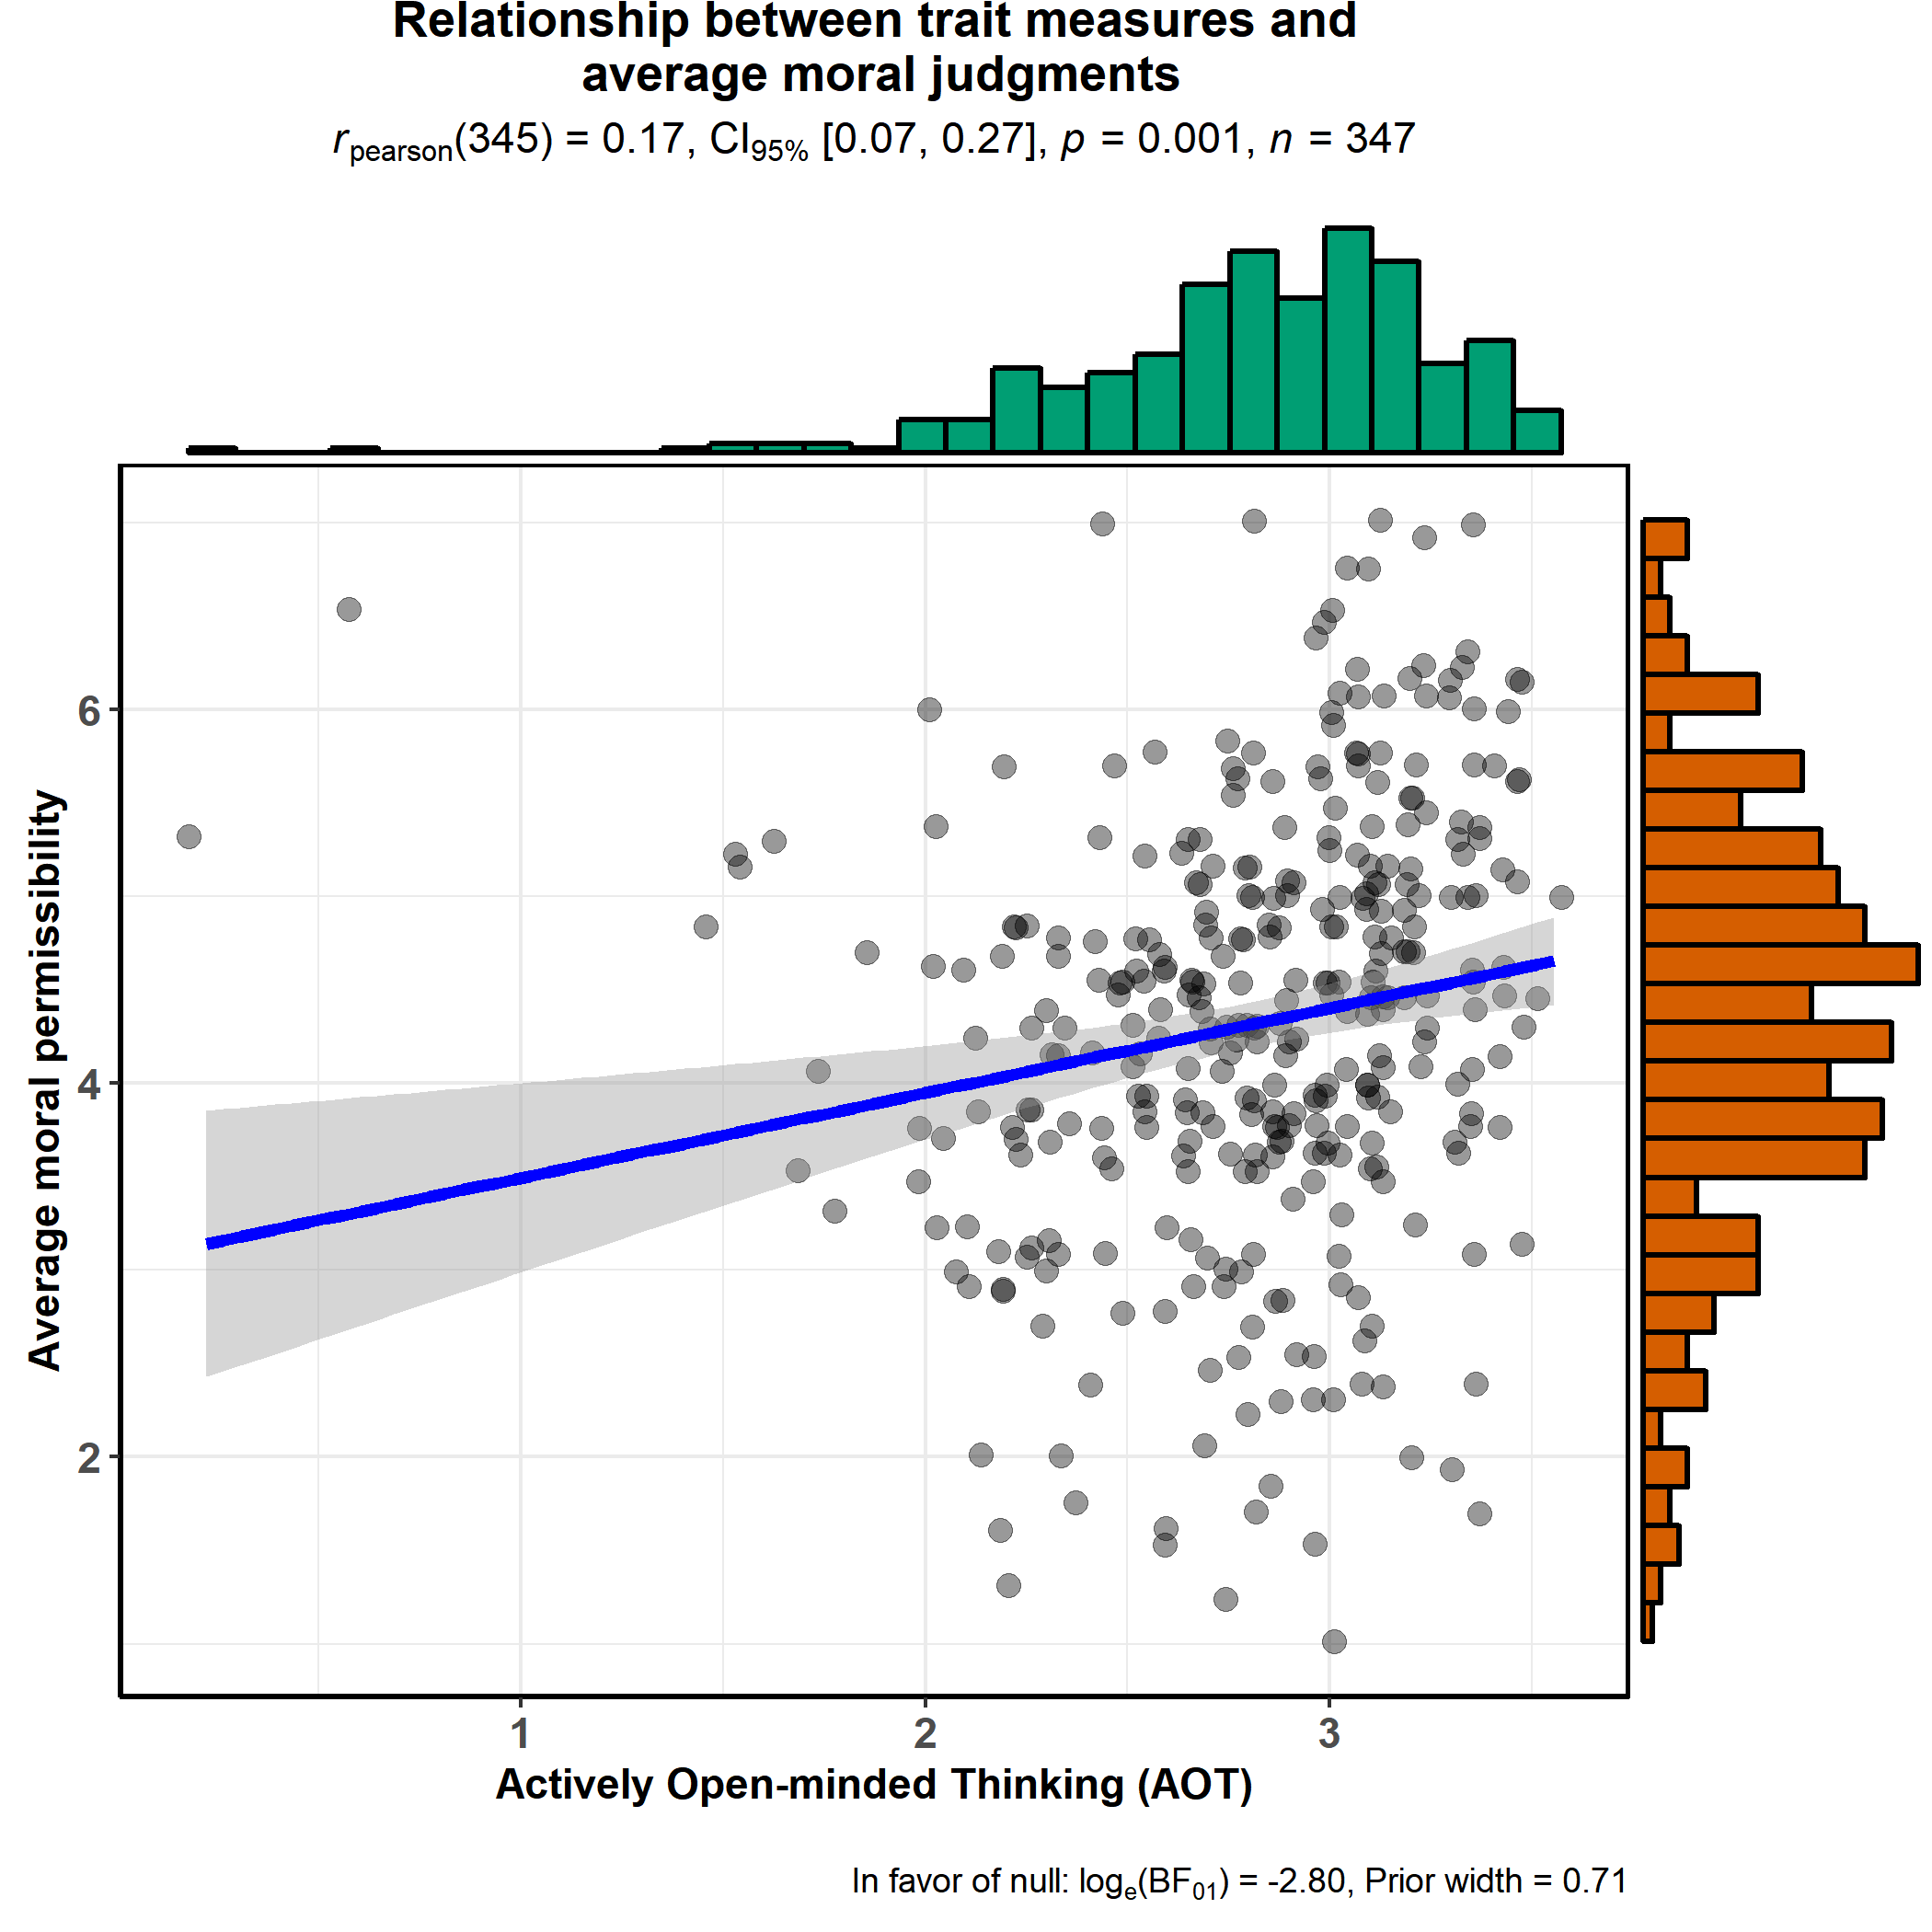 Relationship between trait measures and
average moral judgments
r pearson(345) = 0.17, CI95% [0.07, 0.27], p = 0.001, n = 347
6
4
2
Average moral permissibility
1 2 3
Actively Open-minded Thinking (AOT)
In favor of null: loge(BF01) = -2.80, Prior width = 0.71